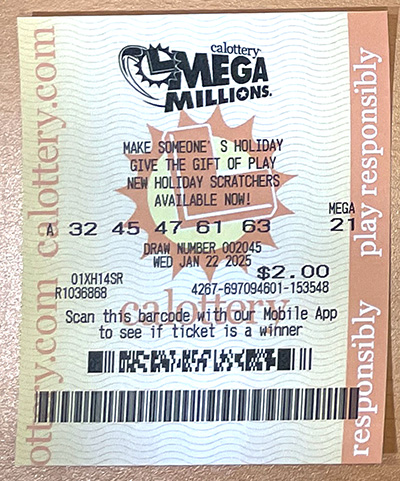 calottery
MEGA
MILLIONS.
MAKE SOMEONE S HOLIDAY
GIVE THE GIFT OF PLAY
NEW HOLIDAY SCRATCHERS
AVAILABLE NOW!
MEGA
A 32 45 47 61 63 21
DRAW NUMBER 002045
WED JAN 22 2025
$2.00
01XH14SR
R1036868 4267-697094601-153548
calottery
Scan this barcode with our Mobile App
to see if ticket is a winner
ottery.com calottery.com
responsibly play responsibly